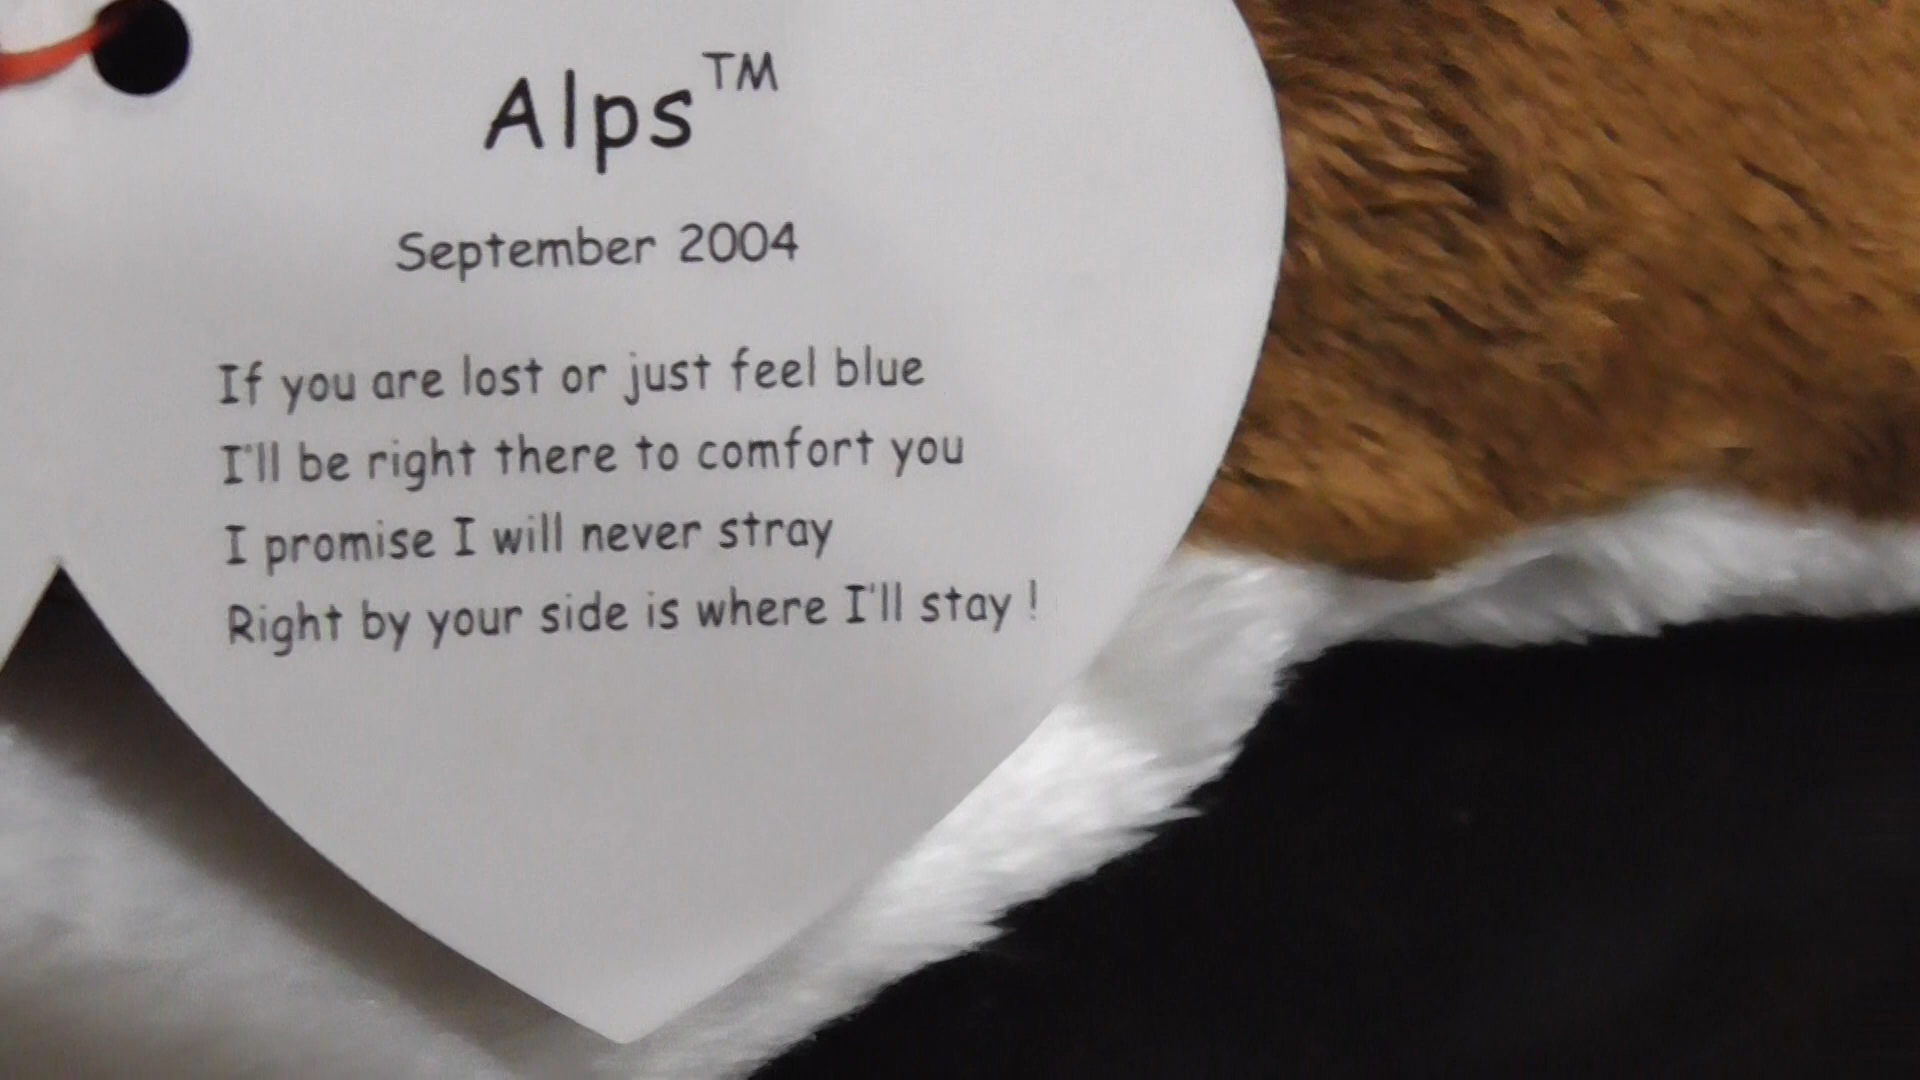 Alps™
September 2004
If you are lost or just feel blue
I'll be right there to comfort you
I promise I will never stray
Right by your side is where I'll stay !